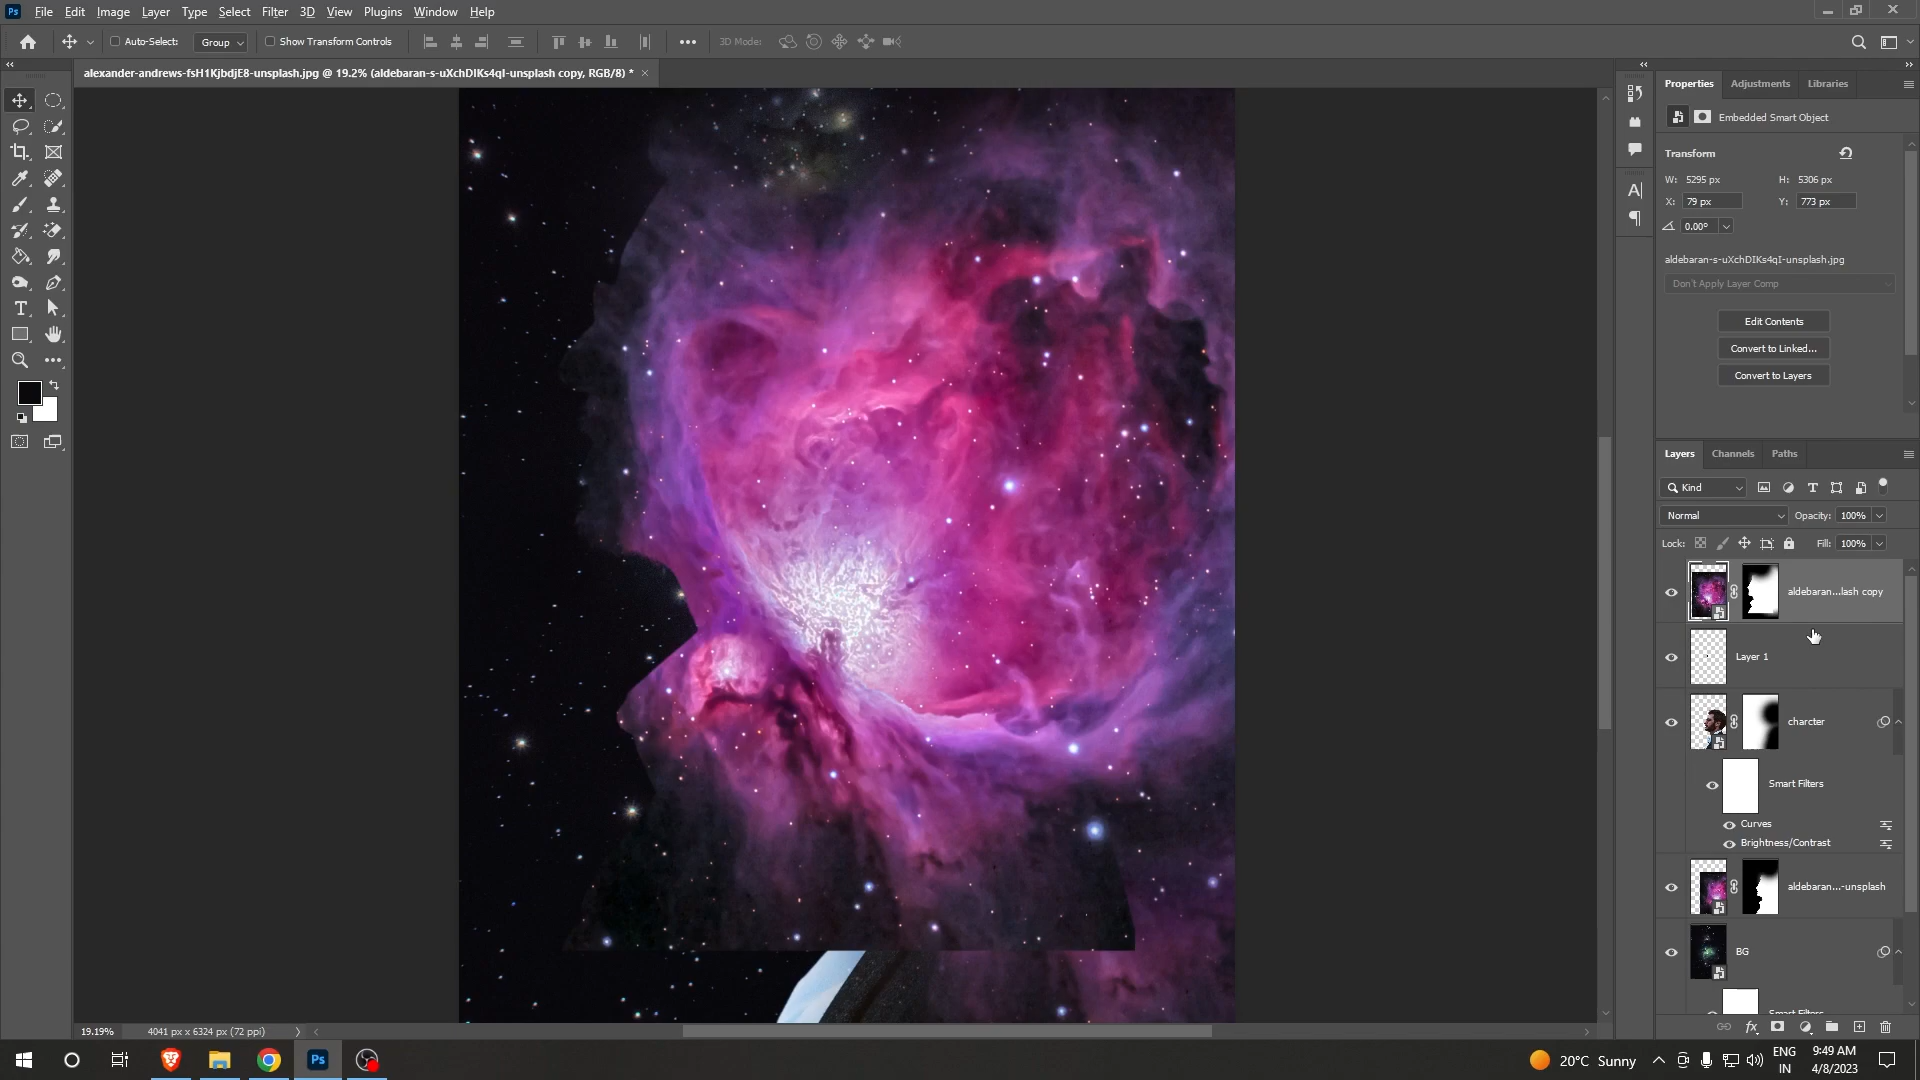 Ps File Edit Image Layer Type Select Filter 3D View Plugins Window Help
Auto-Select: Group Show Transform Controls 3D Mode:
alexander-andrews-fsH1KjbdjE8-unsplash.jpg @ 19.2% (aldebaran-s-uXchDIKs4qI-unsplash copy, RGB/8) *
Properties Adjustments Libraries
Embedded Smart Object
Transform
W: 5295 px H: 5306 px
X: 79 px Y: 773 px
0.00°
aldebaran-s-uXchDIKs4qI-unsplash.jpg
Don't Apply Layer Comp
Edit Contents
Convert to Linked...
Convert to Layers
Layers Channels Paths
Kind
Normal Opacity: 100%
Lock: Fill: 100%
aldebaran...lash copy
Layer 1
charcter
Smart Filters
Curves
Brightness/Contrast
aldebaran...-unsplash
BG
Smart Filters
19.19% 4041 px x 6324 px (72 ppi)
20°C Sunny
ENG
IN
9:49 AM
4/8/2023